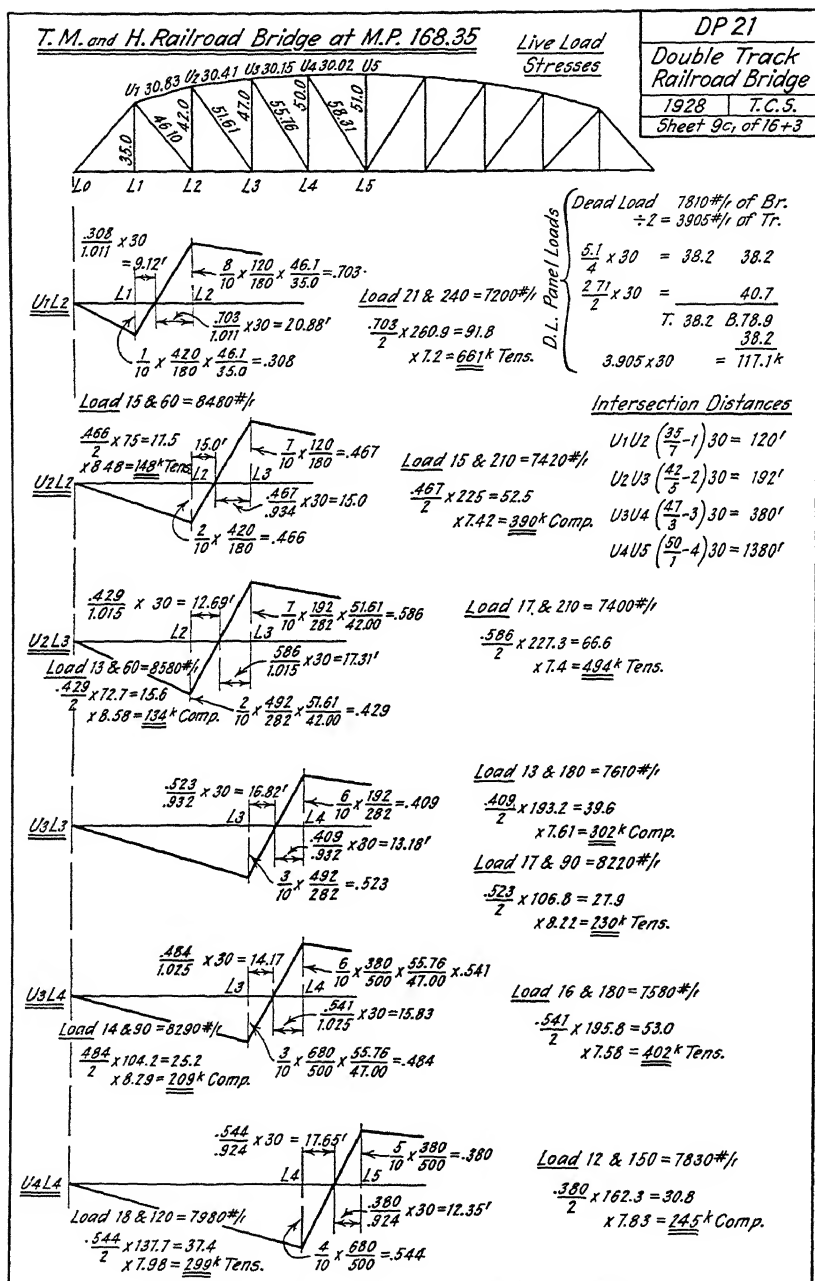 T. M. and H. Railroad Bridge at M.P. 168.35
Live Load
Stresses
DP 21
Double Track
Railroad Bridge
1928 T.C.S.
Sheet 9c, of 16+3
U1 30.83 U2 30.41 U3 30.15 U4 30.02 U5
35.0 46.10 42.0 51.61 47.0 55.76 50.0 58.31 51.0
L0 L1 L2 L3 L4 L5
D.L. Panel Loads
Dead Load 7810#/' of Br.
÷2 = 3905#/' of Tr.
5.1/4 x 30 = 38.2 38.2
2.71/2 x 30 = 40.7
T. 38.2 B.78.9
38.2
3.905 x 30 = 117.1k
.308/1.011 x 30
= 9.12'
L1 L2
8/10 x 120/180 x 46.1/35.0 = .703
U1L2
.703/1.011 x 30 = 20.88'
1/10 x 420/180 x 46.1/35.0 = .308
Load 21 & 240 = 7200#/'
.703/2 x 260.9 = 91.8
x 7.2 = 661k Tens.
Intersection Distances
U1U2 (35/7 -1) 30 = 120'
U2U3 (42/5 -2) 30 = 192'
U3U4 (47/3 -3) 30 = 380'
U4U5 (50/1 -4) 30 = 1380'
Load 15 & 60 = 8480#/'
.466/2 x 75 = 17.5
x 8.48 = 148k Tens.
15.0'
L2 L3
7/10 x 120/180 = .467
U2L2
.467/.934 x 30 = 15.0
2/10 x 420/180 = .466
Load 15 & 210 = 7420#/'
.467/2 x 225 = 52.5
x 7.42 = 390k Comp.
.429/1.015 x 30 = 12.69'
L2 L3
7/10 x 192/282 x 51.61/42.00 = .586
U2L3
.586/1.015 x 30 = 17.31'
Load 13 & 60 = 8580#/'
.429/2 x 72.7 = 15.6
x 8.58 = 134k Comp.
2/10 x 492/282 x 51.61/42.00 = .429
Load 17 & 210 = 7400#/'
.586/2 x 227.3 = 66.6
x 7.4 = 494k Tens.
.523/.932 x 30 = 16.82'
L3 L4
6/10 x 192/282 = .409
U3L3
.409/.932 x 30 = 13.18'
3/10 x 492/282 = .523
Load 13 & 180 = 7610#/'
.409/2 x 193.2 = 39.6
x 7.61 = 302k Comp.
Load 17 & 90 = 8220#/'
.523/2 x 106.8 = 27.9
x 8.22 = 230k Tens.
.484/1.025 x 30 = 14.17
L3 L4
6/10 x 380/500 x 55.76/47.00 x .541
U3L4
.541/1.025 x 30 = 15.83
Load 14 & 90 = 8290#/'
.484/2 x 104.2 = 25.2
x 8.29 = 209k Comp.
3/10 x 680/500 x 55.76/47.00 = .484
Load 16 & 180 = 7580#/'
.541/2 x 195.8 = 53.0
x 7.58 = 402k Tens.
.544/.924 x 30 = 17.65'
L4 L5
5/10 x 380/500 = .380
U4L4
.380/.924 x 30 = 12.35'
Load 18 & 120 = 7980#/'
.544/2 x 137.7 = 37.4
x 7.98 = 299k Tens.
4/10 x 680/500 = .544
Load 12 & 150 = 7830#/'
.380/2 x 162.3 = 30.8
x 7.83 = 245k Comp.